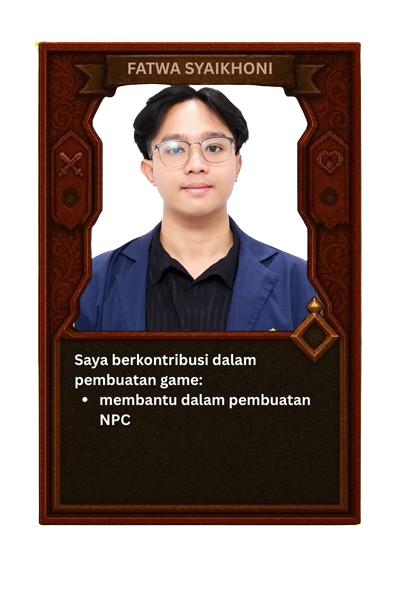 FATWA SYAIKHONI
Saya berkontribusi dalam
pembuatan game:
• membantu dalam pembuatan
NPC